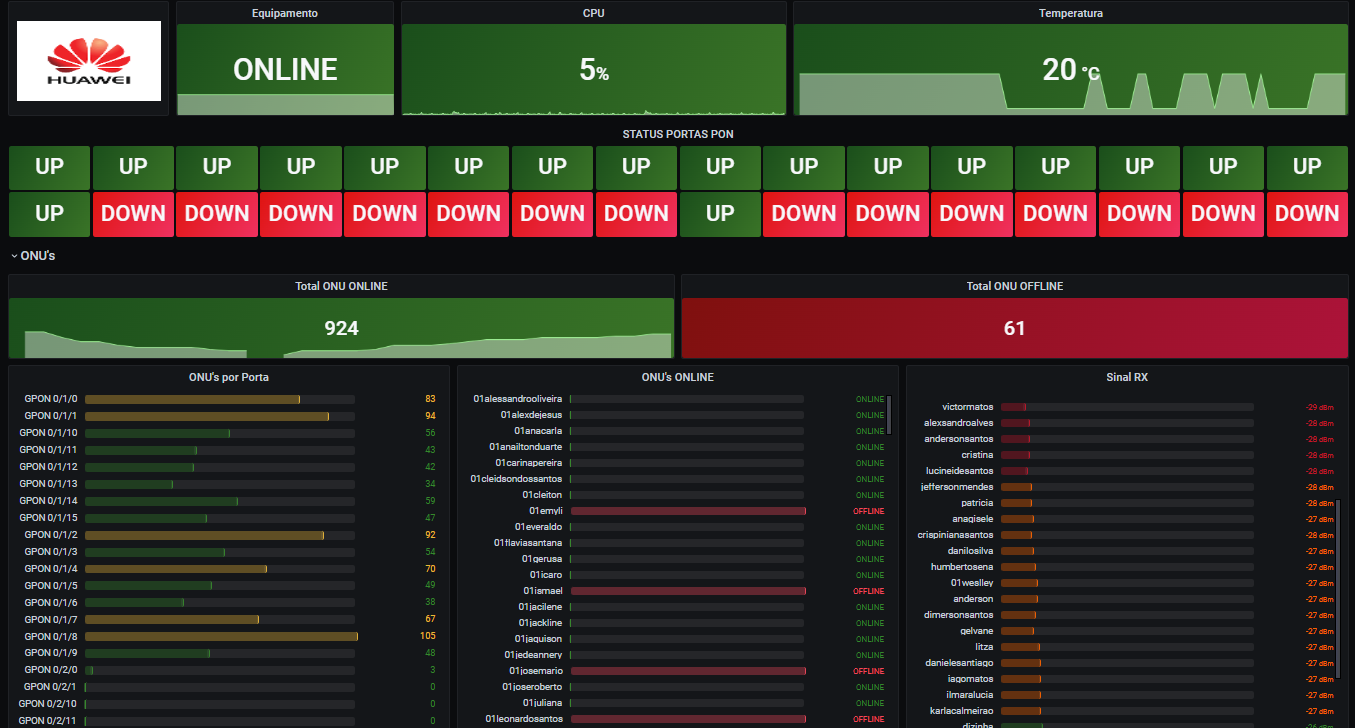 HUAWEI
Equipamento
ONLINE
CPU
5%
Temperatura
20 °C
STATUS PORTAS PON
UP UP UP UP UP UP UP UP UP UP UP UP UP UP UP UP
UP DOWN DOWN DOWN DOWN DOWN DOWN DOWN UP DOWN DOWN DOWN DOWN DOWN DOWN DOWN
ONU's
Total ONU ONLINE
924
Total ONU OFFLINE
61
ONU's por Porta
GPON 0/1/0 83
GPON 0/1/1 94
GPON 0/1/10 56
GPON 0/1/11 43
GPON 0/1/12 42
GPON 0/1/13 34
GPON 0/1/14 59
GPON 0/1/15 47
GPON 0/1/2 92
GPON 0/1/3 54
GPON 0/1/4 70
GPON 0/1/5 49
GPON 0/1/6 38
GPON 0/1/7 67
GPON 0/1/8 105
GPON 0/1/9 48
GPON 0/2/0 3
GPON 0/2/1 0
GPON 0/2/10 0
GPON 0/2/11 0
ONU's ONLINE
01alessandrooliveira ONLINE
01alexdejesus ONLINE
01anacarla ONLINE
01anailtonduarte ONLINE
01carinapereira ONLINE
01cleidsondossantos ONLINE
01cleiton ONLINE
01emyli OFFLINE
01everaldo ONLINE
01flaviasantana ONLINE
01gerusa ONLINE
01icaro ONLINE
01ismael OFFLINE
01jacilene ONLINE
01jackline ONLINE
01jaquison ONLINE
01jedeannery ONLINE
01josemario OFFLINE
01joseroberto ONLINE
01juliana ONLINE
01leonardosantos OFFLINE
Sinal RX
victormatos -29 dBm
alexsandroalves -28 dBm
andersonsantos -28 dBm
cristina -28 dBm
lucineidesantos -28 dBm
jeffersonmendes -28 dBm
patricia -28 dBm
anagisele -27 dBm
crispinianasantos -28 dBm
danilosilva -27 dBm
humbertosena -27 dBm
01weslley -27 dBm
anderson -27 dBm
dimersonsantos -27 dBm
gelvane -27 dBm
litza -27 dBm
danielesantiago -27 dBm
iagomatos -27 dBm
ilmaralucia -27 dBm
karlacalmeirao -27 dBm
dizinha -26 dBm